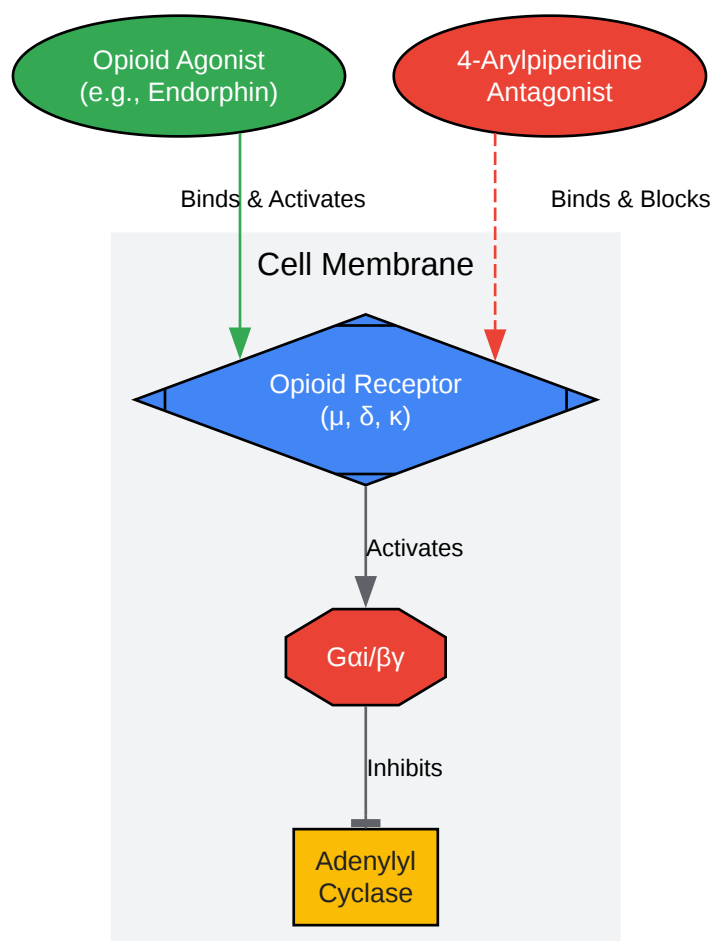 Opioid Agonist
(e.g., Endorphin)
4-Arylpiperidine
Antagonist
Binds & Activates
Binds & Blocks
Cell Membrane
Opioid Receptor
(μ, δ, κ)
Activates
Gαi/βγ
Inhibits
Adenylyl
Cyclase